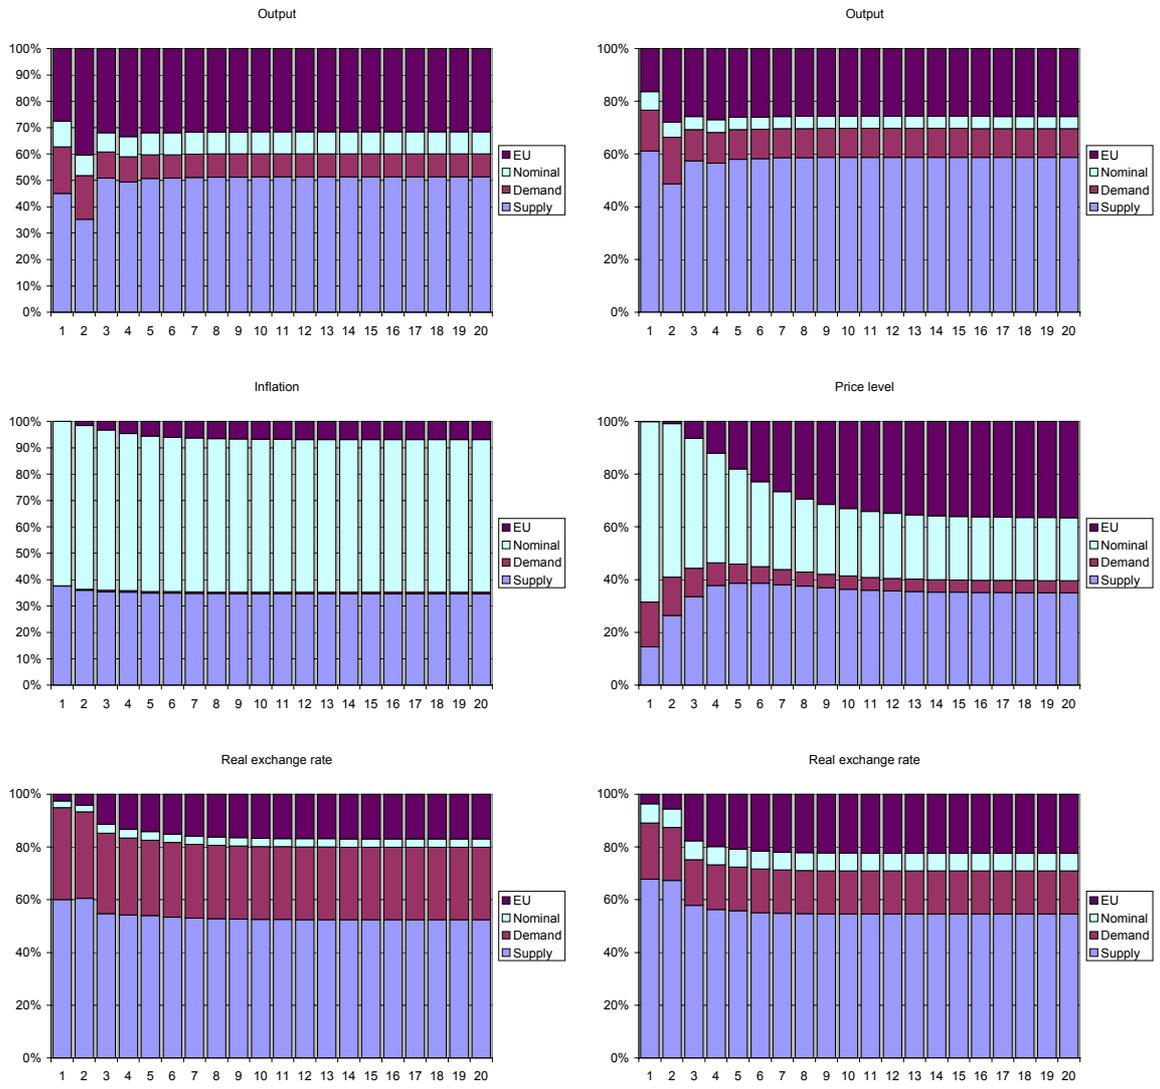 Output
100%
90%
80%
70%
60%
50%
40%
30%
20%
10%
0%
1 2 3 4 5 6 7 8 9 10 11 12 13 14 15 16 17 18 19 20
EU
Nominal
Demand
Supply
Output
100%
80%
60%
40%
20%
0%
1 2 3 4 5 6 7 8 9 10 11 12 13 14 15 16 17 18 19 20
EU
Nominal
Demand
Supply
Inflation
100%
90%
80%
70%
60%
50%
40%
30%
20%
10%
0%
1 2 3 4 5 6 7 8 9 10 11 12 13 14 15 16 17 18 19 20
EU
Nominal
Demand
Supply
Price level
100%
80%
60%
40%
20%
0%
1 2 3 4 5 6 7 8 9 10 11 12 13 14 15 16 17 18 19 20
EU
Nominal
Demand
Supply
Real exchange rate
100%
80%
60%
40%
20%
0%
1 2 3 4 5 6 7 8 9 10 11 12 13 14 15 16 17 18 19 20
EU
Nominal
Demand
Supply
Real exchange rate
100%
80%
60%
40%
20%
0%
1 2 3 4 5 6 7 8 9 10 11 12 13 14 15 16 17 18 19 20
EU
Nominal
Demand
Supply